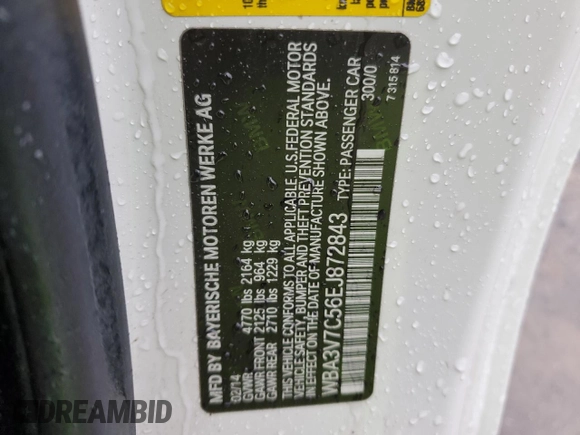 MFD BY BAYERISCHE MOTOREN WERKE AG
02/14
GVWR 4770 lbs 2164 kg
GAWR FRONT 2125 lbs 964 kg
GAWR REAR 2710 lbs 1229 kg
THIS VEHICLE CONFORMS TO ALL APPLICABLE U.S. FEDERAL MOTOR
VEHICLE SAFETY, BUMPER AND THEFT PREVENTION STANDARDS
IN EFFECT ON THE DATE OF MANUFACTURE SHOWN ABOVE.
WBA3V7C56EJ872843 TYPE: PASSENGER CAR
300/0
7 315 814
DREAMBID